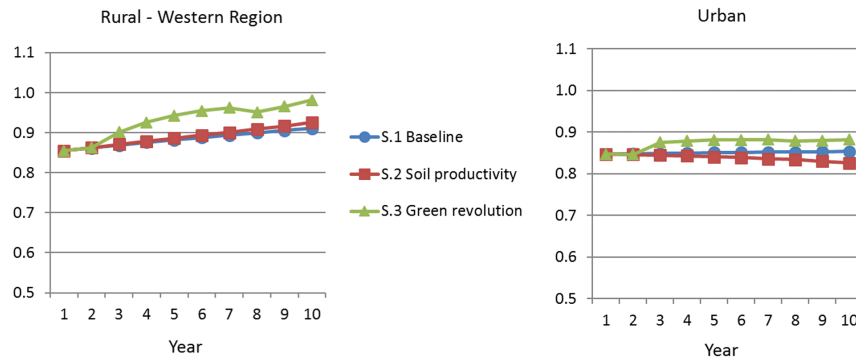 Rural - Western Region
1.1
1.0
0.9
0.8
0.7
0.6
0.5
1 2 3 4 5 6 7 8 9 10
Year
S.1 Baseline
S.2 Soil productivity
S.3 Green revolution
Urban
1.1
1.0
0.9
0.8
0.7
0.6
0.5
1 2 3 4 5 6 7 8 9 10
Year